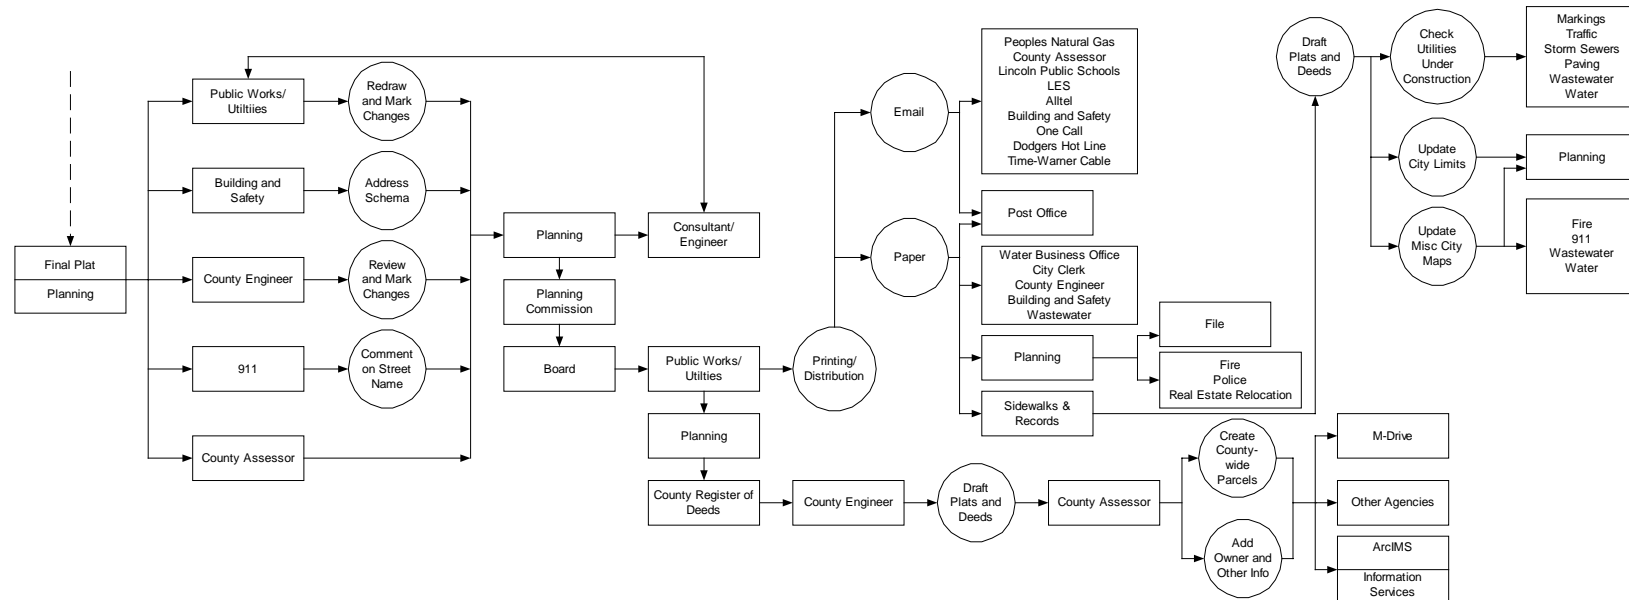 Final Plat
Planning
Public Works/
Utiltiies
Redraw
and Mark
Changes
Building and
Safety
Address
Schema
County Engineer
Review
and Mark
Changes
911
Comment
on Street
Name
County Assessor
Planning
Consultant/
Engineer
Planning
Commission
Board
Public Works/
Utilties
Printing/
Distribution
Planning
County Register of
Deeds
County Engineer
Draft
Plats and
Deeds
County Assessor
Create
County-
wide
Parcels
Add
Owner and
Other Info
M-Drive
Other Agencies
ArcIMS
Information
Services
Email
Peoples Natural Gas
County Assessor
Lincoln Public Schools
LES
Alltel
Building and Safety
One Call
Dodgers Hot Line
Time-Warner Cable
Post Office
Paper
Water Business Office
City Clerk
County Engineer
Building and Safety
Wastewater
Planning
File
Fire
Police
Real Estate Relocation
Sidewalks &
Records
Draft
Plats and
Deeds
Check
Utilities
Under
Construction
Markings
Traffic
Storm Sewers
Paving
Wastewater
Water
Update
City Limits
Planning
Update
Misc City
Maps
Fire
911
Wastewater
Water